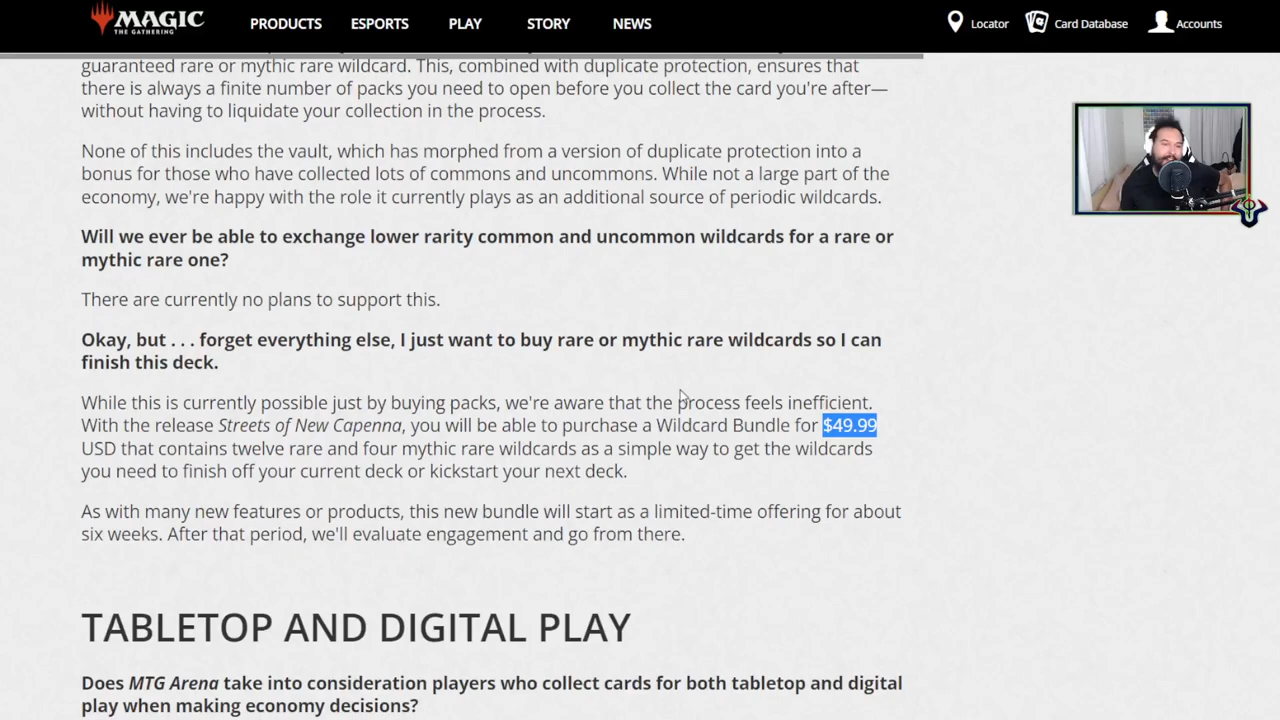 MAGIC
THE GATHERING
PRODUCTS
ESPORTS
PLAY
STORY
NEWS
Locator
Card Database
Accounts
guaranteed rare or mythic rare wildcard. This, combined with duplicate protection, ensures that
there is always a finite number of packs you need to open before you collect the card you're after—
without having to liquidate your collection in the process.
None of this includes the vault, which has morphed from a version of duplicate protection into a
bonus for those who have collected lots of commons and uncommons. While not a large part of the
economy, we're happy with the role it currently plays as an additional source of periodic wildcards.
Will we ever be able to exchange lower rarity common and uncommon wildcards for a rare or
mythic rare one?
There are currently no plans to support this.
Okay, but . . . forget everything else, I just want to buy rare or mythic rare wildcards so I can
finish this deck.
While this is currently possible just by buying packs, we're aware that the process feels inefficient.
With the release Streets of New Capenna, you will be able to purchase a Wildcard Bundle for $49.99
USD that contains twelve rare and four mythic rare wildcards as a simple way to get the wildcards
you need to finish off your current deck or kickstart your next deck.
As with many new features or products, this new bundle will start as a limited-time offering for about
six weeks. After that period, we'll evaluate engagement and go from there.
TABLETOP AND DIGITAL PLAY
Does MTG Arena take into consideration players who collect cards for both tabletop and digital
play when making economy decisions?